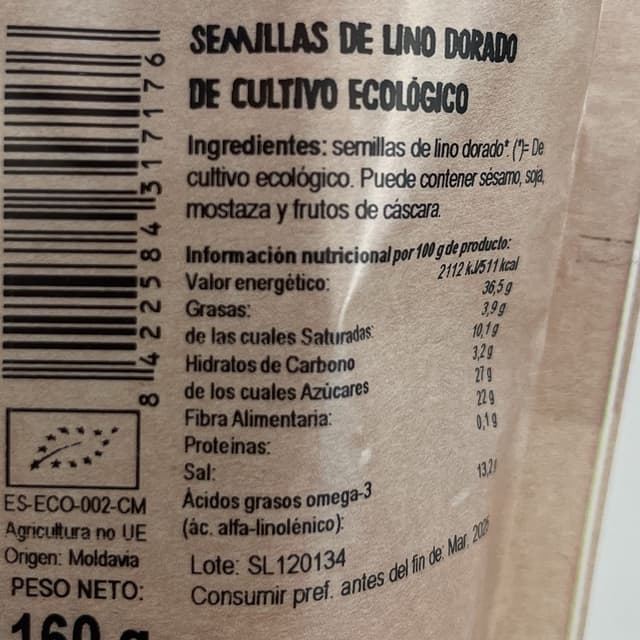 SEMILLAS DE LINO DORADO
DE CULTIVO ECOLÓGICO
Ingredientes: semillas de lino dorado* (*)= De
cultivo ecológico. Puede contener sésamo, soja,
mostaza y frutos de cáscara.
Información nutricional por 100 g de producto:
Valor energético: 2112 kJ/511 kcal
Grasas: 36,5 g
de las cuales Saturadas: 3,9 g
Hidratos de Carbono 10,1 g
de los cuales Azúcares 3,2 g
Fibra Alimentaria: 27 g
Proteinas: 22 g
Sal: 0,1 g
Ácidos grasos omega-3
(ác. alfa-linolénico): 13,2
Lote: SL120134
Consumir pref. antes del fin de: Mar.
8 422584 317176
ES-ECO-002-CM
Agricultura no UE
Origen: Moldavia
PESO NETO:
160 g